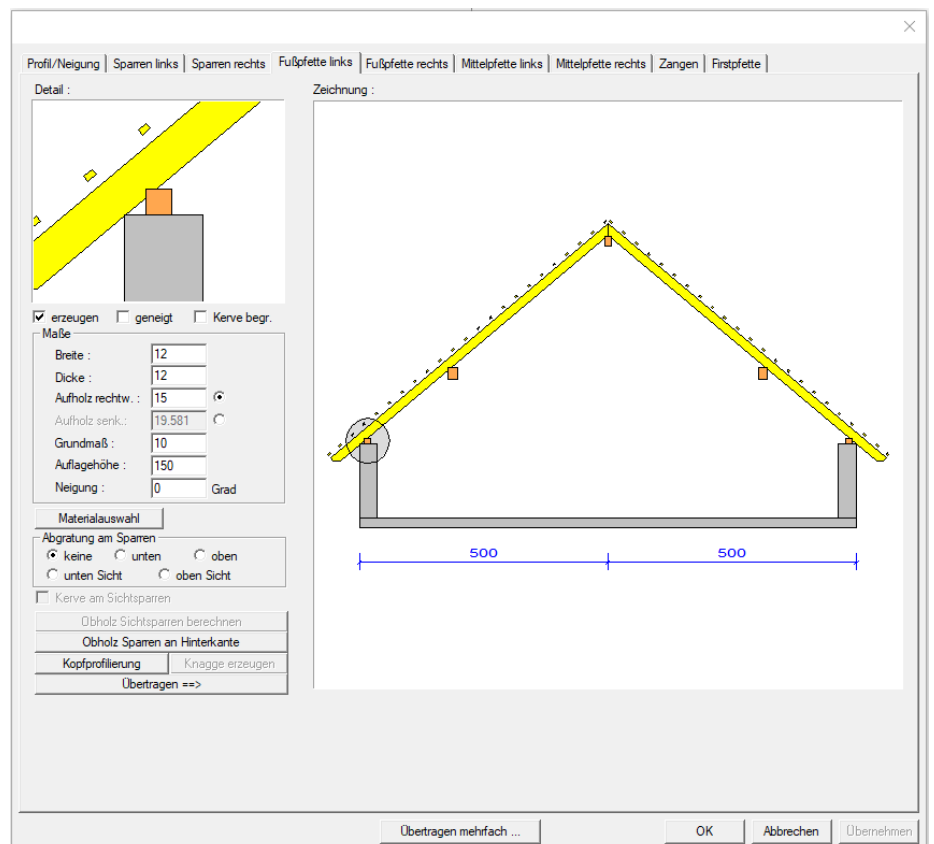 Profil/Neigung Sparren links Sparren rechts Fußpfette links Fußpfette rechts Mittelpfette links Mittelpfette rechts Zangen Firstpfette
Detail :
Zeichnung :
erzeugen geneigt Kerve begr.
Maße
Breite : 12
Dicke : 12
Aufholz rechtw. : 15
Aufholz senk.: 19.581
Grundmaß : 10
Auflagehöhe : 150
Neigung : 0 Grad
Materialauswahl
Abgratung am Sparren
keine unten oben
unten Sicht oben Sicht
Kerve am Sichtsparren
Obholz Sichtsparren berechnen
Obholz Sparren an Hinterkante
Kopfprofilierung Knagge erzeugen
Übertragen ==>
500 500
Übertragen mehrfach ... OK Abbrechen Übernehmen